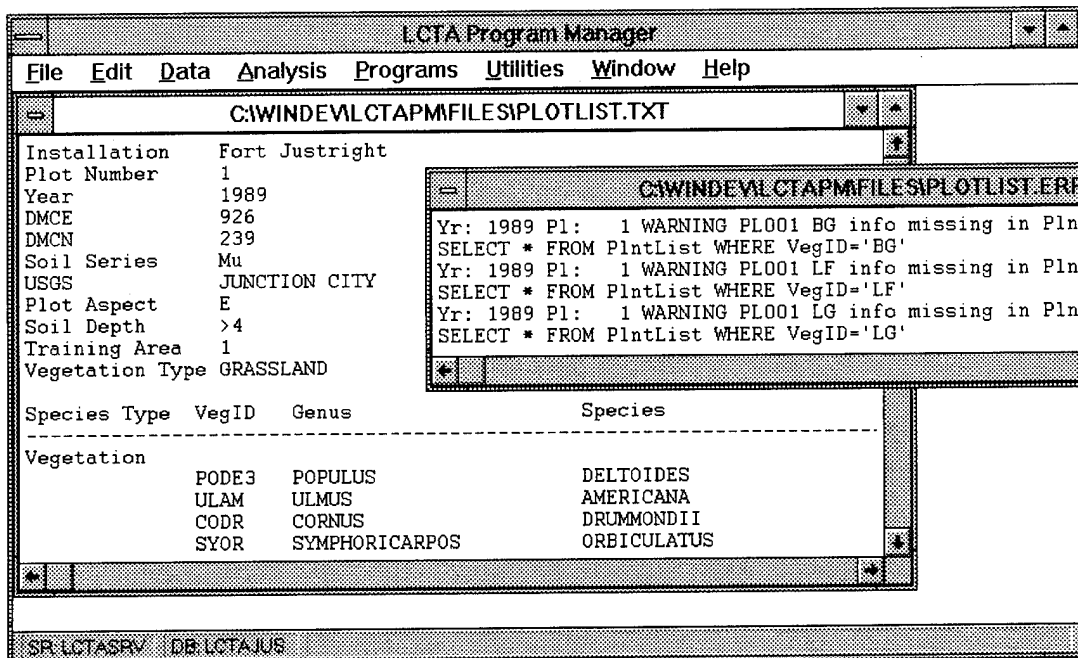 LCTA Program Manager
File Edit Data Analysis Programs Utilities Window Help
C:\WINDEV\LCTAPM\FILES\PLOTLIST.TXT
Installation Fort Justright
Plot Number 1
Year 1989
DMCE 926
DMCN 239
Soil Series Mu
USGS JUNCTION CITY
Plot Aspect E
Soil Depth >4
Training Area 1
Vegetation Type GRASSLAND
Species Type VegID Genus Species
Vegetation
PODE3 POPULUS DELTOIDES
ULAM ULMUS AMERICANA
CODR CORNUS DRUMMONDII
SYOR SYMPHORICARPOS ORBICULATUS
C:\WINDEV\LCTAPM\FILES\PLOTLIST.ERR
Yr: 1989 Pl: 1 WARNING PL001 BG info missing in Pln
SELECT * FROM PlntList WHERE VegID='BG'
Yr: 1989 Pl: 1 WARNING PL001 LF info missing in Pln
SELECT * FROM PlntList WHERE VegID='LF'
Yr: 1989 Pl: 1 WARNING PL001 LG info missing in Pln
SELECT * FROM PlntList WHERE VegID='LG'
SR:LCTASRV DB:LCTAJUS